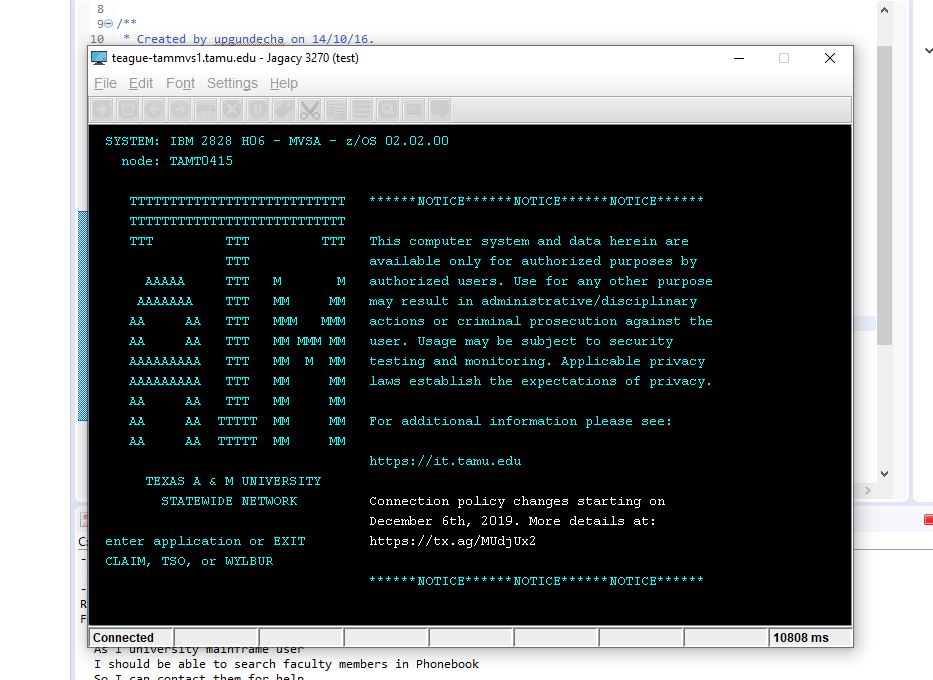 8
9 /**
10 * Created by upgundecha on 14/10/16.
teague-tammvs1.tamu.edu - Jagacy 3270 (test)
File Edit Font Settings Help
SYSTEM: IBM 2828 H06 - MVSA - z/OS 02.02.00
node: TAMT0415
TTTTTTTTTTTTTTTTTTTTTTTTTTT ******NOTICE******NOTICE******NOTICE******
TTTTTTTTTTTTTTTTTTTTTTTTTTT
TTT TTT TTT This computer system and data herein are
TTT available only for authorized purposes by
AAAAA TTT M M authorized users. Use for any other purpose
AAAAAAA TTT MM MM may result in administrative/disciplinary
AA AA TTT MMM MMM actions or criminal prosecution against the
AA AA TTT MM MMM MM user. Usage may be subject to security
AAAAAAAAA TTT MM M MM testing and monitoring. Applicable privacy
AAAAAAAAA TTT MM MM laws establish the expectations of privacy.
AA AA TTT MM MM
AA AA TTTTT MM MM For additional information please see:
AA AA TTTTT MM MM
https://it.tamu.edu
TEXAS A & M UNIVERSITY
STATEWIDE NETWORK Connection policy changes starting on
December 6th, 2019. More details at:
enter application or EXIT https://tx.ag/MUdjUx2
CLAIM, TSO, or WYLBUR
******NOTICE******NOTICE******NOTICE******
Connected 10808 ms
As I university mainframe user
I should be able to search faculty members in Phonebook
So I can contact them for help